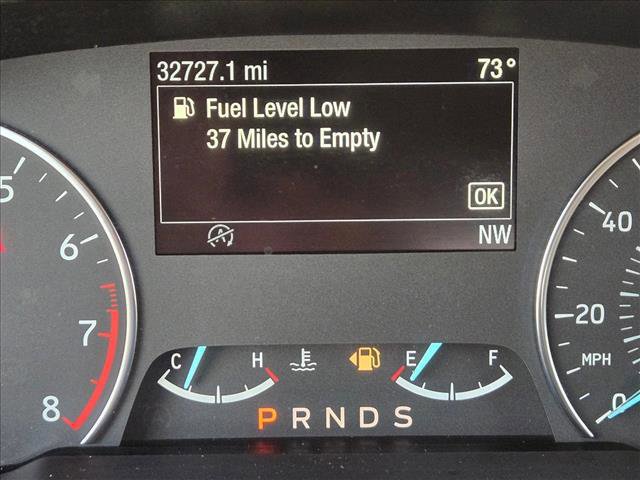 32727.1 mi 73°
Fuel Level Low
37 Miles to Empty
OK
A NW
5
6
7
8
40
20
MPH
0
C H E F
P R N D S